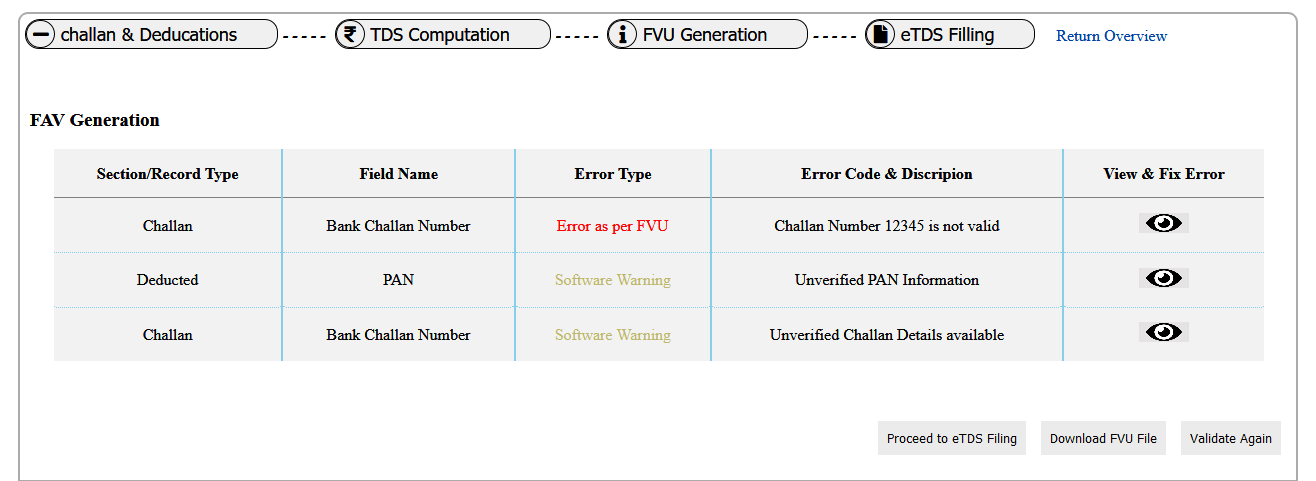 challan & Deducations ----- ₹ TDS Computation ----- FVU Generation ----- eTDS Filling Return Overview
FAV Generation
Section/Record Type Field Name Error Type Error Code & Discripion View & Fix Error
Challan Bank Challan Number Error as per FVU Challan Number 12345 is not valid
Deducted PAN Software Warning Unverified PAN Information
Challan Bank Challan Number Software Warning Unverified Challan Details available
Proceed to eTDS Filing Download FVU File Validate Again